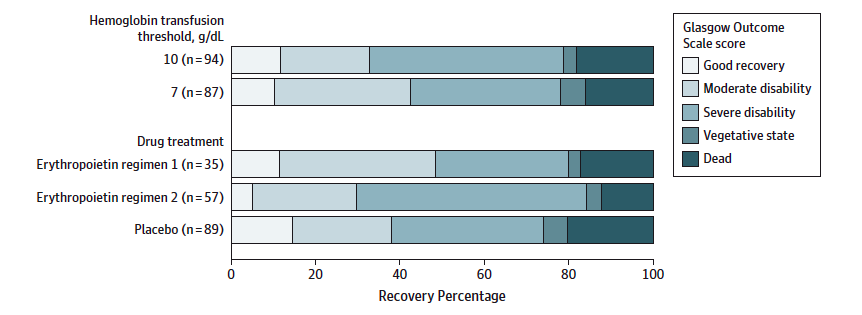 Hemoglobin transfusion
threshold, g/dL
10 (n=94)
7 (n=87)
Drug treatment
Erythropoietin regimen 1 (n=35)
Erythropoietin regimen 2 (n=57)
Placebo (n=89)
0 20 40 60 80 100
Recovery Percentage
Glasgow Outcome
Scale score
Good recovery
Moderate disability
Severe disability
Vegetative state
Dead